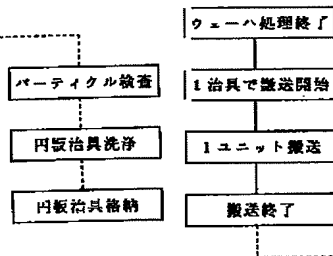 ウェーハ処理終了
パーティクル検査
1治具で搬送開始
円板治具洗浄
1ユニット搬送
円板治具格納
搬送終了